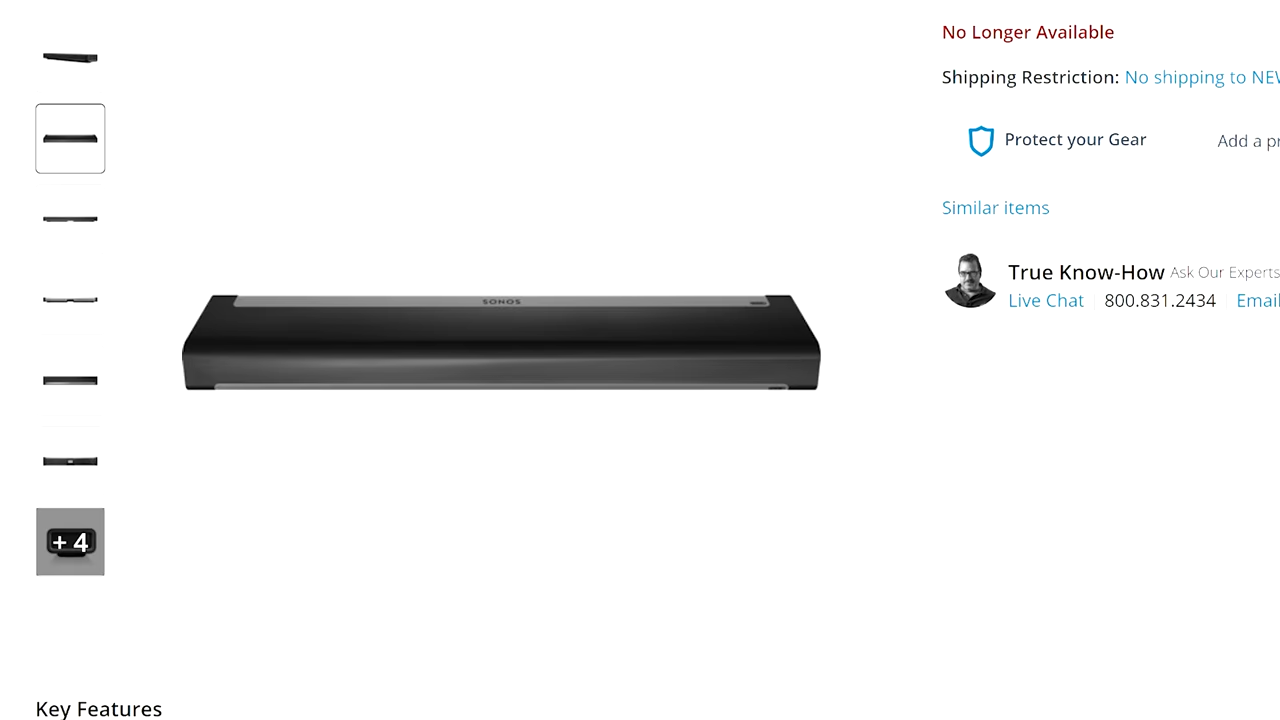 No Longer Available
Shipping Restriction: No shipping to NEW
Protect your Gear
Add a pr
Similar items
True Know-How Ask Our Experts
Live Chat 800.831.2434 Email
SONOS
+ 4
Key Features